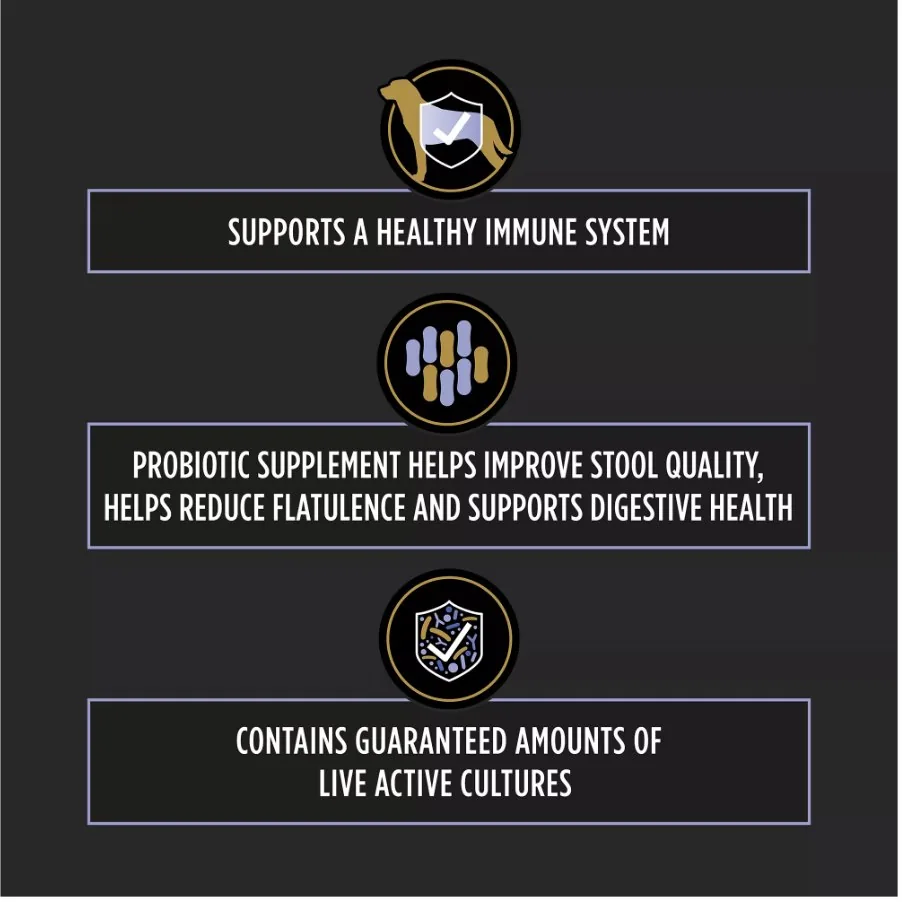 SUPPORTS A HEALTHY IMMUNE SYSTEM
PROBIOTIC SUPPLEMENT HELPS IMPROVE STOOL QUALITY,
HELPS REDUCE FLATULENCE AND SUPPORTS DIGESTIVE HEALTH
CONTAINS GUARANTEED AMOUNTS OF
LIVE ACTIVE CULTURES